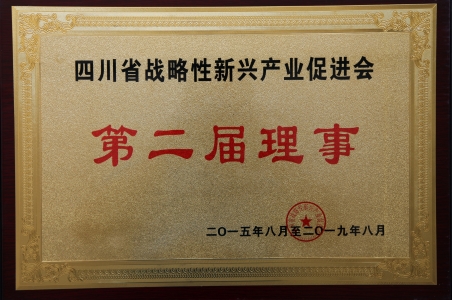 四川省战略性新兴产业促进会
第二届理事
二〇一五年八月至二〇一九年八月